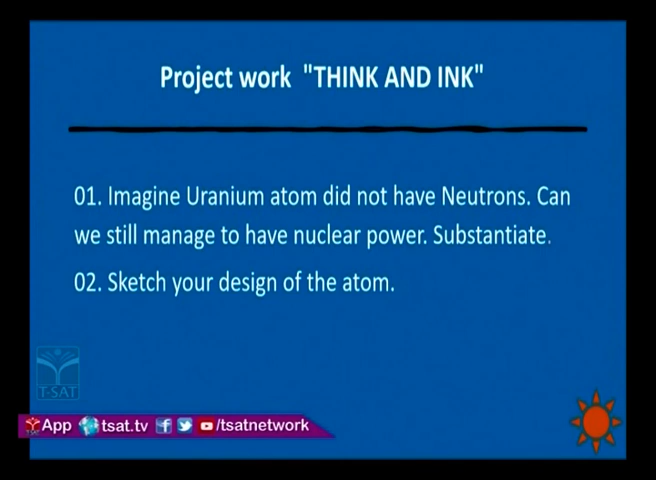 Project work "THINK AND INK"
01. Imagine Uranium atom did not have Neutrons. Can
we still manage to have nuclear power. Substantiate.
02. Sketch your design of the atom.
T-SAT
App tsat.tv /tsatnetwork